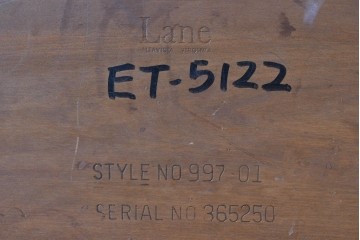 Lane
ET-5122
STYLE NO 997-01
SERIAL NO 365250